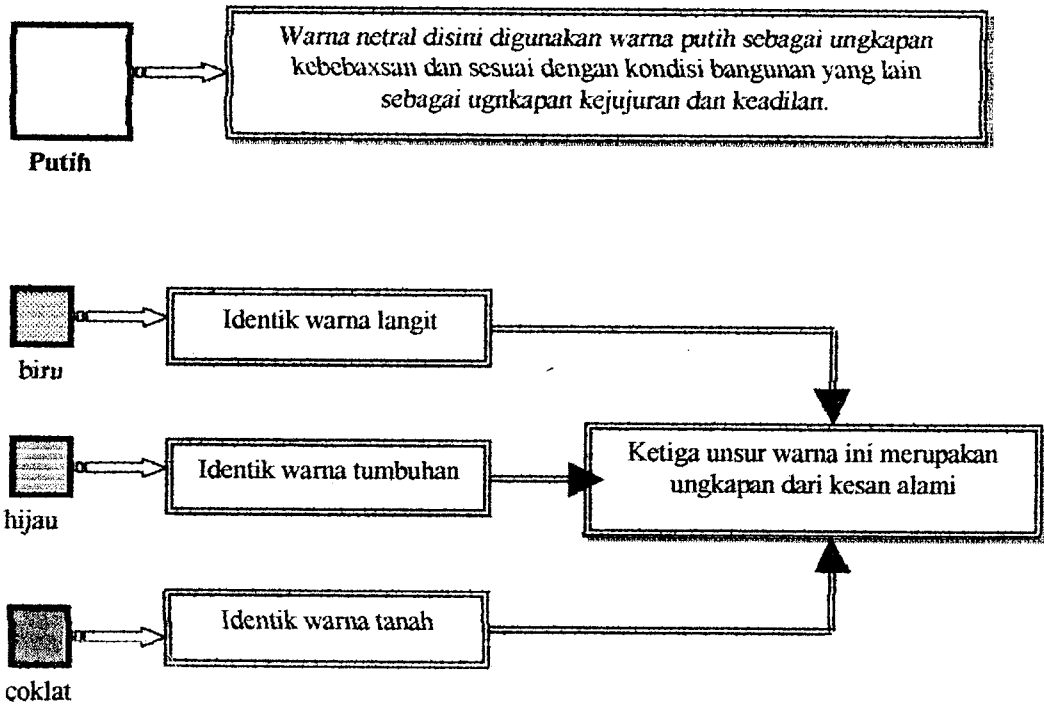 Warna netral disini digunakan warna putih sebagai ungkapan
kebebaxsan dan sesuai dengan kondisi bangunan yang lain
sebagai ugnkapan kejujuran dan keadilan.
Putih
Identik warna langit
biru
Identik warna tumbuhan
hijau
Ketiga unsur warna ini merupakan
ungkapan dari kesan alami
Identik warna tanah
coklat